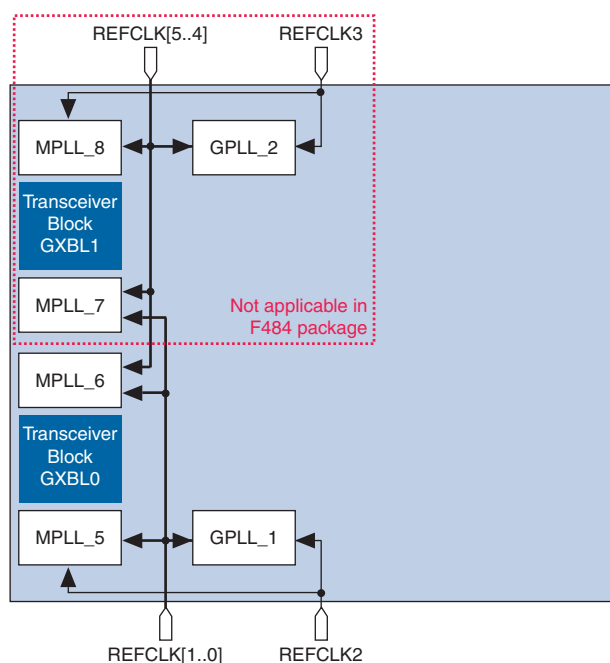 REFCLK[5..4]
REFCLK3
MPLL_8
GPLL_2
Transceiver
Block
GXBL1
MPLL_7
Not applicable in
F484 package
MPLL_6
Transceiver
Block
GXBL0
MPLL_5
GPLL_1
REFCLK[1..0]
REFCLK2